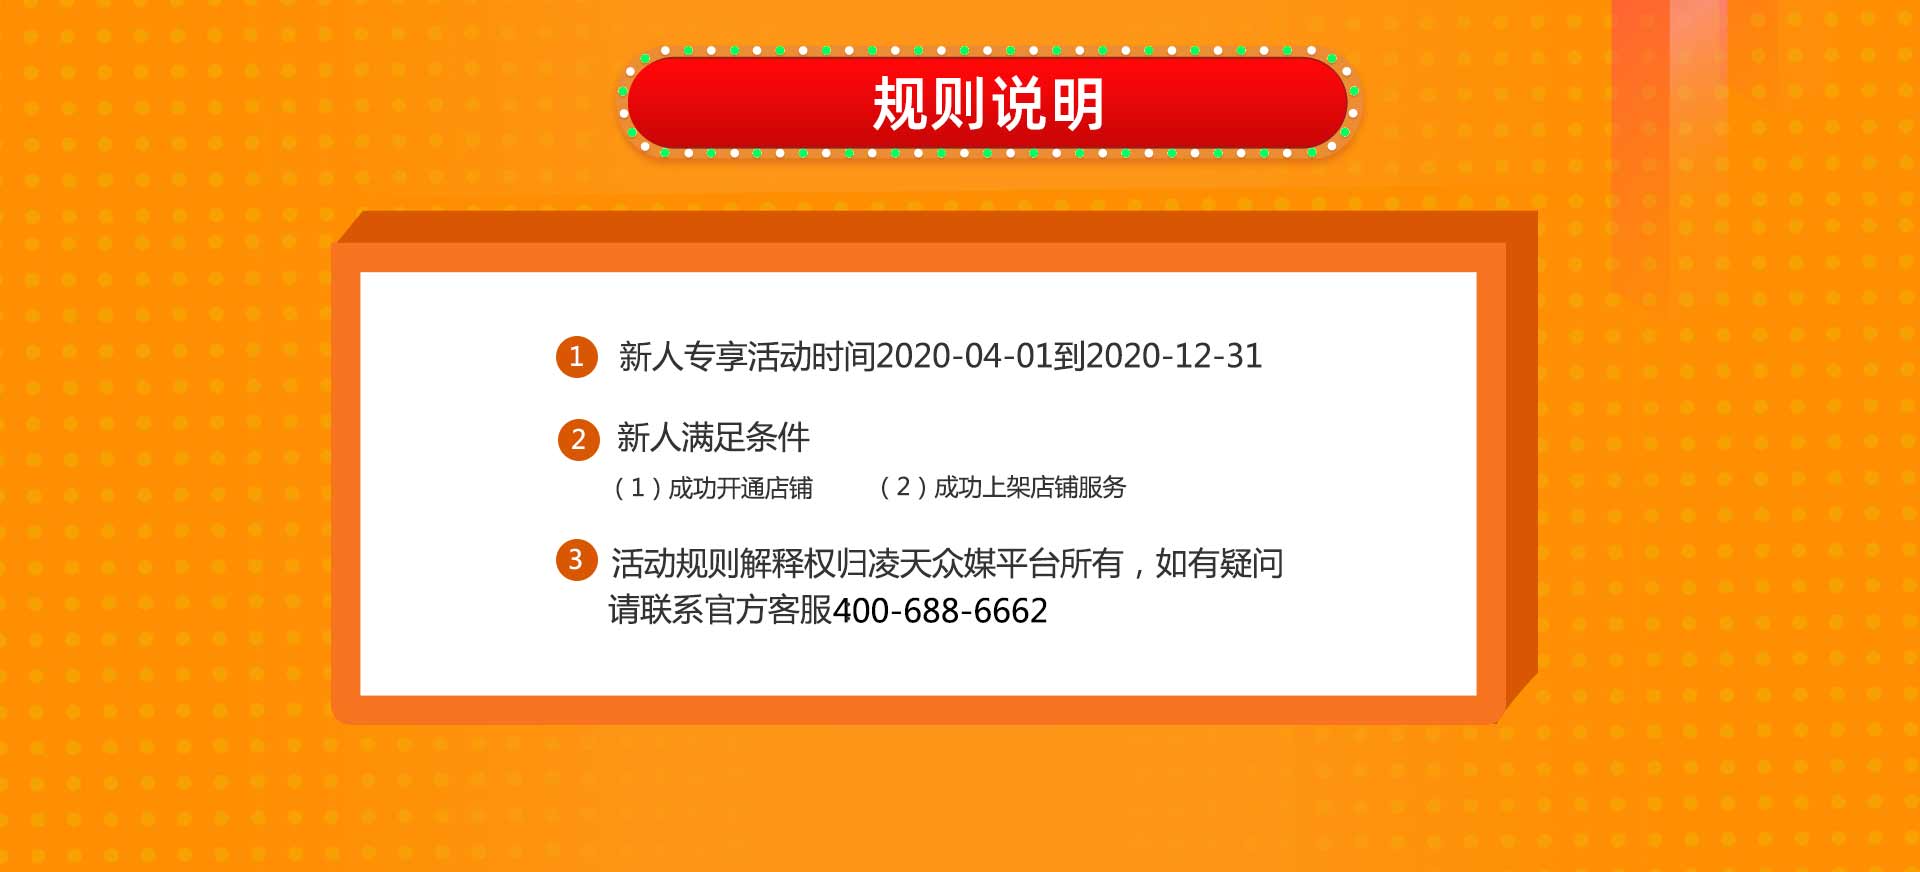 规则说明
1 新人专享活动时间2020-04-01到2020-12-31
2 新人满足条件
（1）成功开通店铺 （2）成功上架店铺服务
3 活动规则解释权归凌天众媒平台所有，如有疑问
请联系官方客服400-688-6662